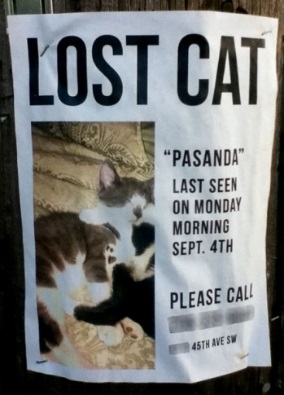 LOST CAT
"PASANDA"
LAST SEEN
ON MONDAY
MORNING
SEPT. 4TH
PLEASE CALL
45TH AVE SW